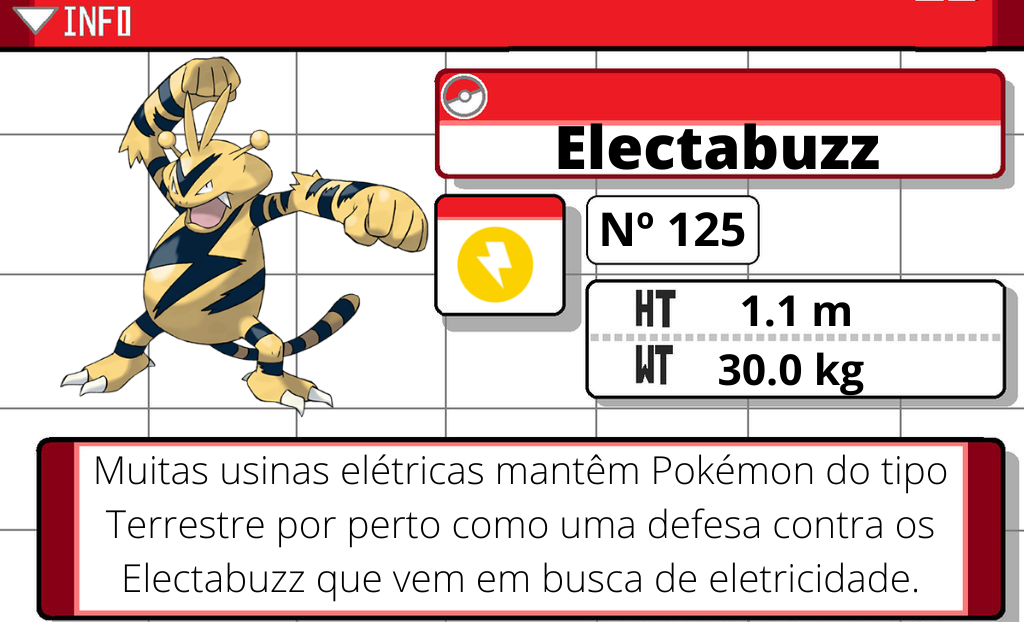 INFO
Electabuzz
Nº 125
HT 1.1 m
WT 30.0 kg
Muitas usinas elétricas mantêm Pokémon do tipo
Terrestre por perto como uma defesa contra os
Electabuzz que vem em busca de eletricidade.